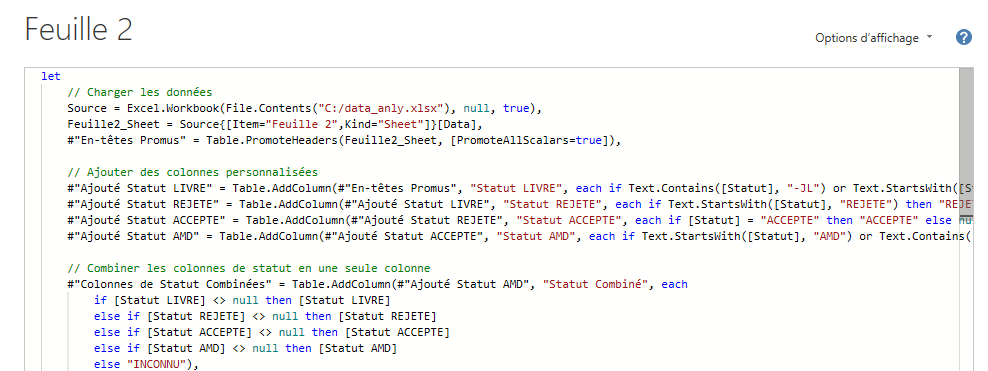 Feuille 2
Options d'affichage
let
// Charger les données
Source = Excel.Workbook(File.Contents("C:/data_anly.xlsx"), null, true),
Feuille2_Sheet = Source{[Item="Feuille 2",Kind="Sheet"]}[Data],
#"En-têtes Promus" = Table.PromoteHeaders(Feuille2_Sheet, [PromoteAllScalars=true]),
// Ajouter des colonnes personnalisées
#"Ajouté Statut LIVRE" = Table.AddColumn(#"En-têtes Promus", "Statut LIVRE", each if Text.Contains([Statut], "-JL") or Text.StartsWith([S
#"Ajouté Statut REJETE" = Table.AddColumn(#"Ajouté Statut LIVRE", "Statut REJETE", each if Text.StartsWith([Statut], "REJETE") then "REJE
#"Ajouté Statut ACCEPTE" = Table.AddColumn(#"Ajouté Statut REJETE", "Statut ACCEPTE", each if [Statut] = "ACCEPTE" then "ACCEPTE" else nu
#"Ajouté Statut AMD" = Table.AddColumn(#"Ajouté Statut ACCEPTE", "Statut AMD", each if Text.StartsWith([Statut], "AMD") or Text.Contains(
// Combiner les colonnes de statut en une seule colonne
#"Colonnes de Statut Combinées" = Table.AddColumn(#"Ajouté Statut AMD", "Statut Combiné", each
if [Statut LIVRE] <> null then [Statut LIVRE]
else if [Statut REJETE] <> null then [Statut REJETE]
else if [Statut ACCEPTE] <> null then [Statut ACCEPTE]
else if [Statut AMD] <> null then [Statut AMD]
else "INCONNU"),